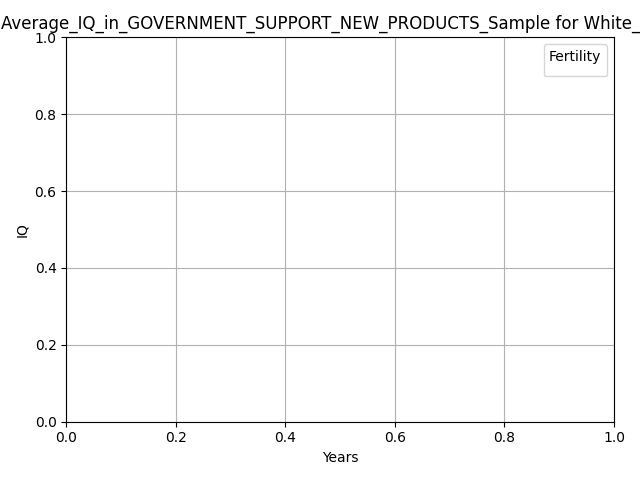 Average_IQ_in_GOVERNMENT_SUPPORT_NEW_PRODUCTS_Sample for White_
Fertility
1.0
0.8
0.6
0.4
0.2
0.0
IQ
0.0 0.2 0.4 0.6 0.8 1.0
Years